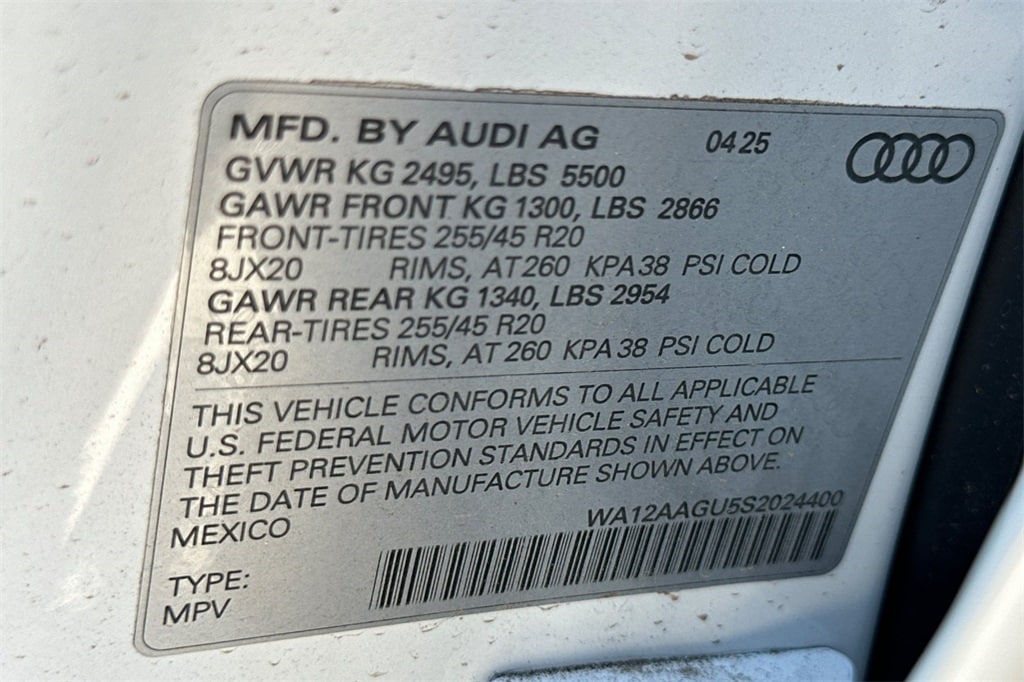 MFD. BY AUDI AG 04 25
GVWR KG 2495, LBS 5500
GAWR FRONT KG 1300, LBS 2866
FRONT-TIRES 255/45 R20
8JX20 RIMS, AT 260 KPA 38 PSI COLD
GAWR REAR KG 1340, LBS 2954
REAR-TIRES 255/45 R20
8JX20 RIMS, AT 260 KPA 38 PSI COLD
THIS VEHICLE CONFORMS TO ALL APPLICABLE
U.S. FEDERAL MOTOR VEHICLE SAFETY AND
THEFT PREVENTION STANDARDS IN EFFECT ON
THE DATE OF MANUFACTURE SHOWN ABOVE.
MEXICO WA12AAGU5S2024400
TYPE:
MPV